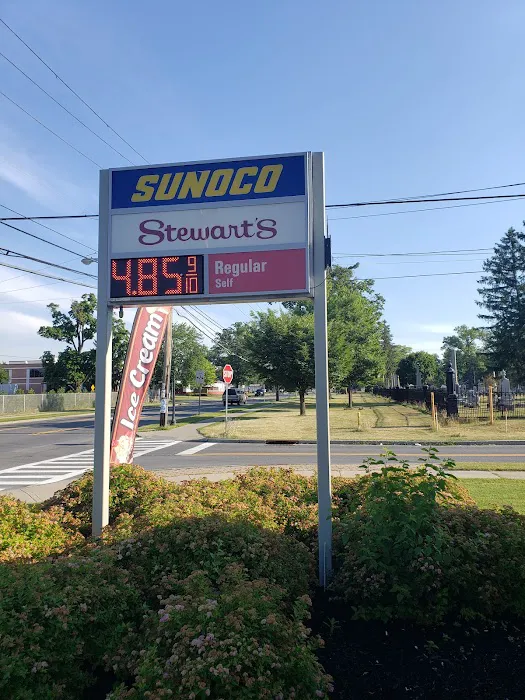 SUNOCO
Stewart's
4.85 9/10
Regular
Self
Ice Cream
STOP